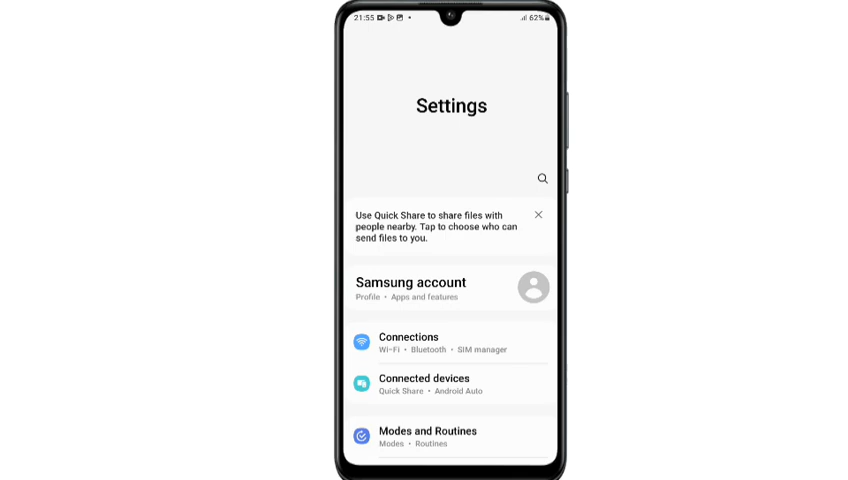 21:55
62%
Settings
Use Quick Share to share files with
people nearby. Tap to choose who can
send files to you.
Samsung account
Profile • Apps and features
Connections
Wi-Fi • Bluetooth • SIM manager
Connected devices
Quick Share • Android Auto
Modes and Routines
Modes • Routines